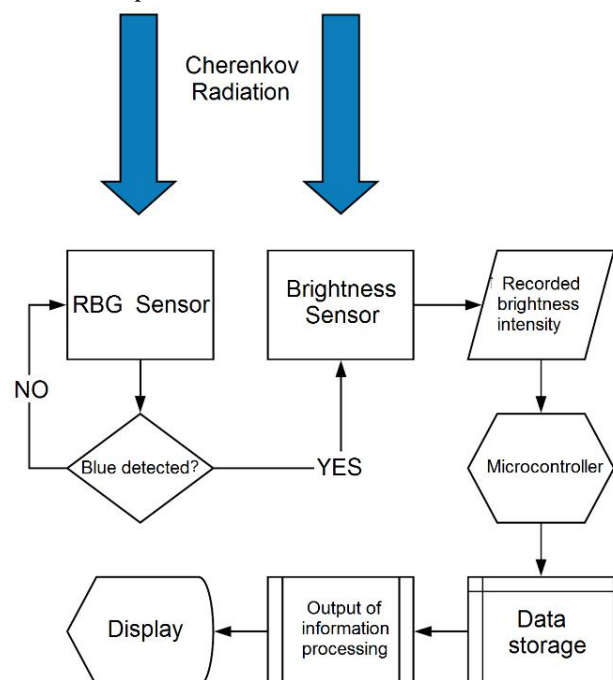 Cherenkov
Radiation
RBG Sensor
Brightness
Sensor
Recorded
brightness
intensity
NO
Blue detected?
YES
Microcontroller
Display
Output of
information
processing
Data
storage